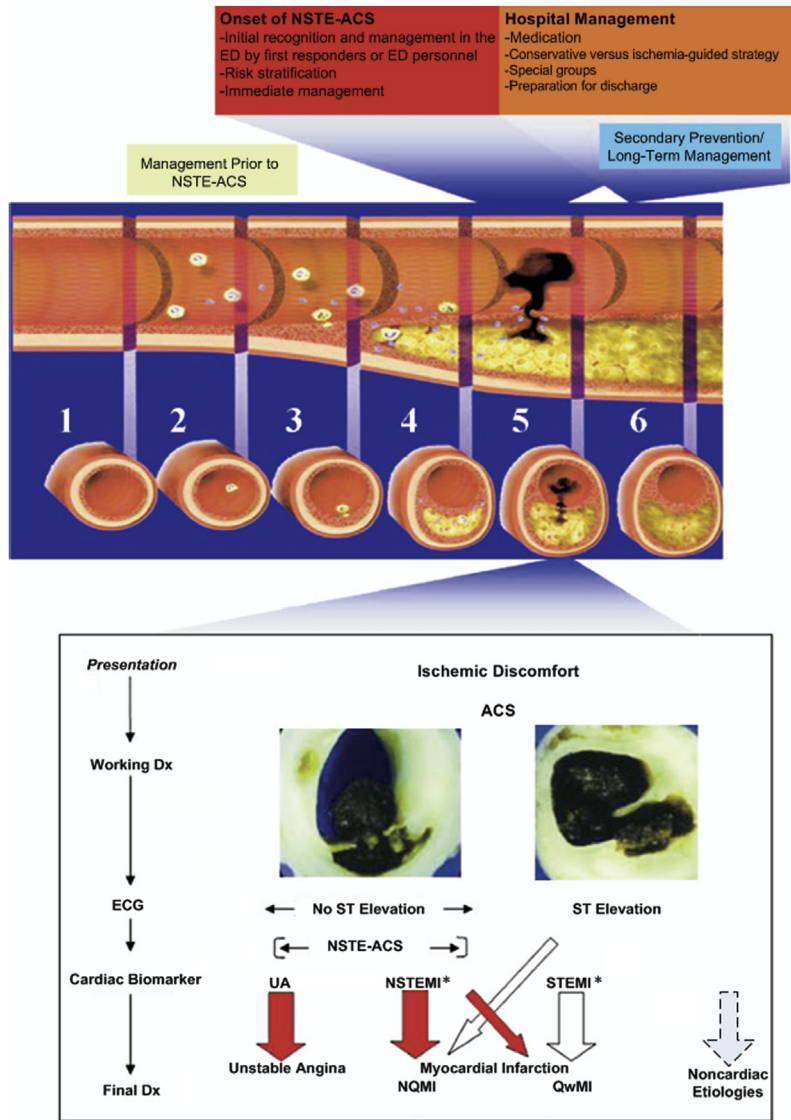 Onset of NSTE-ACS
-Initial recognition and management in the
ED by first responders or ED personnel
-Risk stratification
-Immediate management
Hospital Management
-Medication
-Conservative versus ischemia-guided strategy
-Special groups
-Preparation for discharge
Management Prior to
NSTE-ACS
Secondary Prevention/
Long-Term Management
1 2 3 4 5 6
Presentation
Ischemic Discomfort
ACS
Working Dx
ECG
No ST Elevation
ST Elevation
NSTE-ACS
Cardiac Biomarker
UA
NSTEMI*
STEMI*
Unstable Angina
Myocardial Infarction
Noncardiac
Etiologies
Final Dx
NQMI
QwMI